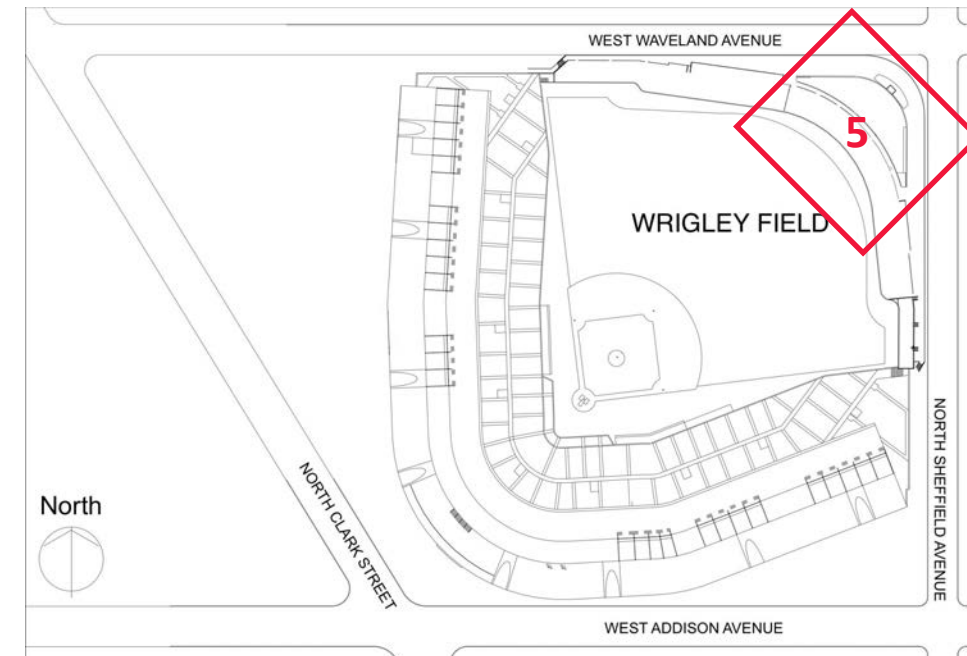 WEST WAVELAND AVENUE
5
WRIGLEY FIELD
NORTH SHEFFIELD AVENUE
NORTH CLARK STREET
North
WEST ADDISON AVENUE